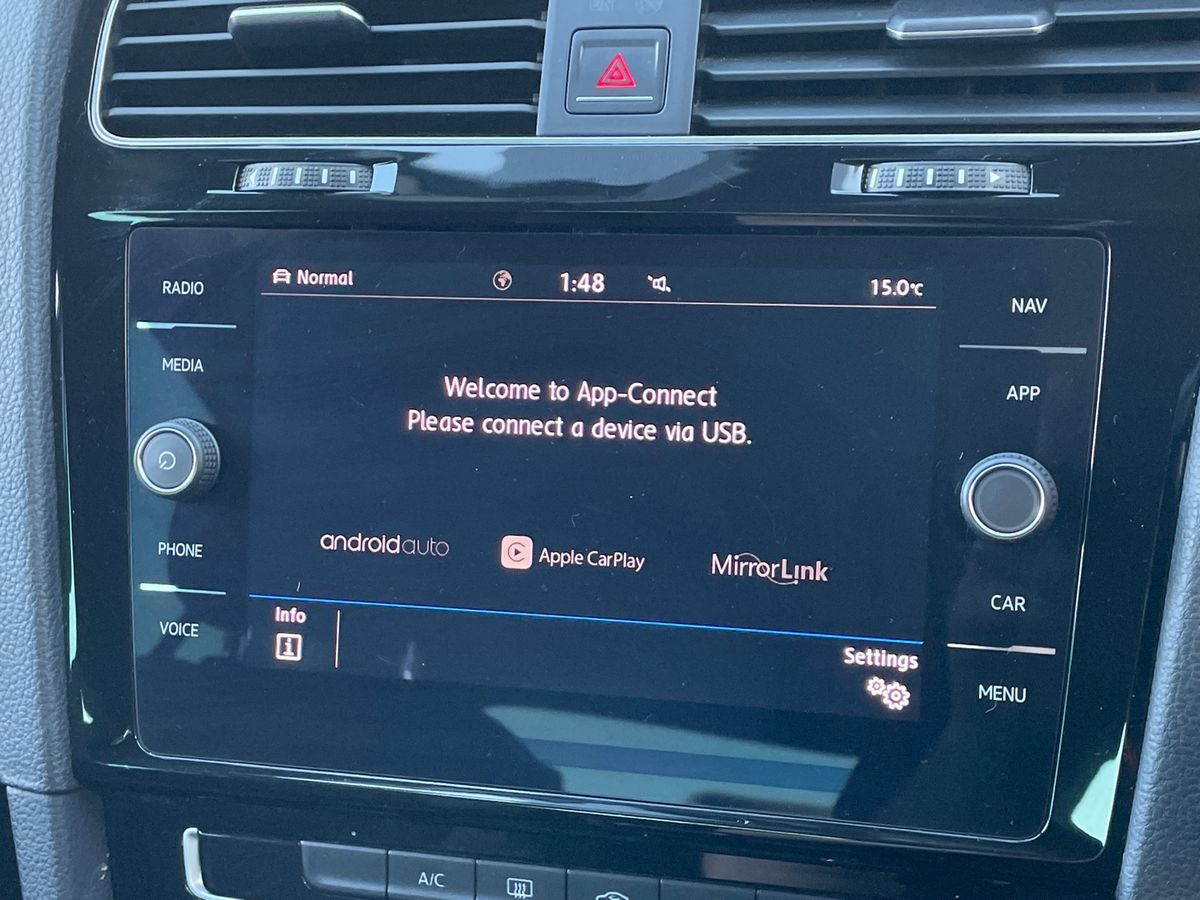 RADIO
MEDIA
PHONE
VOICE
Normal
1:48
15.0°C
Welcome to App-Connect
Please connect a device via USB.
androidauto
Apple CarPlay
MirrorLink
Info
i
Settings
NAV
APP
CAR
MENU
A/C